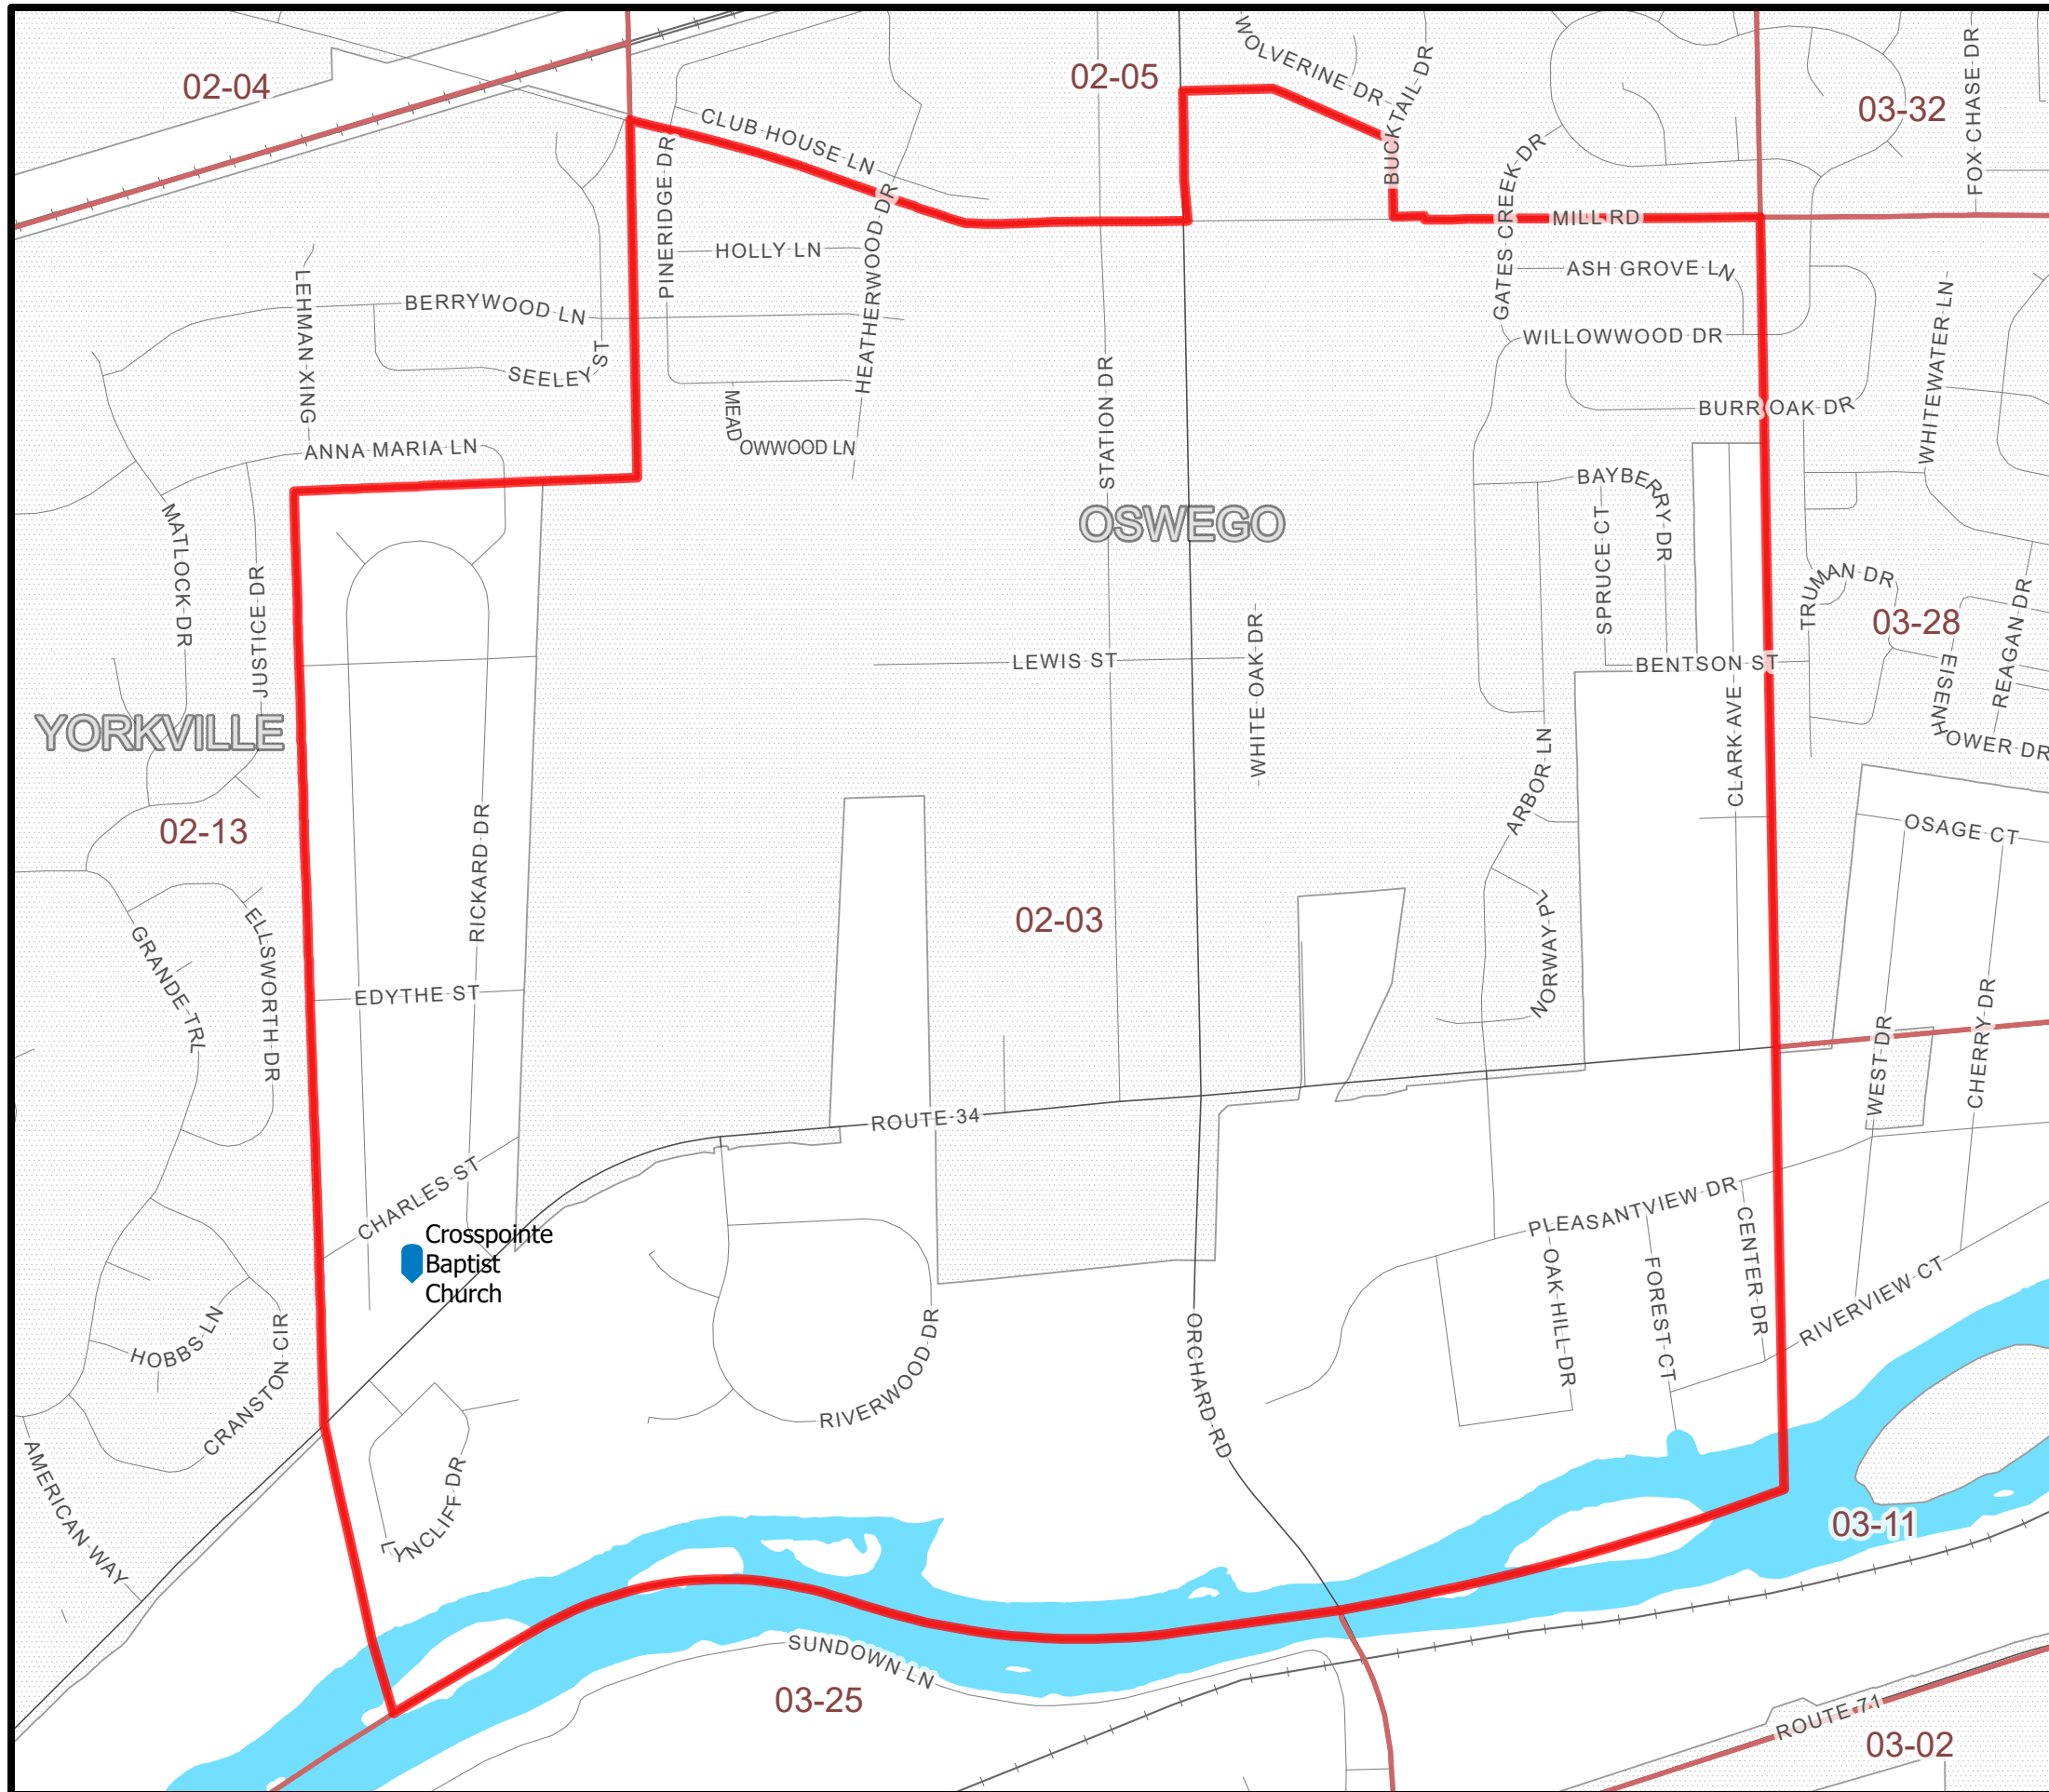 02-04
02-05
WOLVERINE DR
BUCKTAIL DR
03-32
FOX CHASE DR
CLUB HOUSE LN
PINERIDGE DR
HEATHERWOOD DR
GATES CREEK DR
MILL RD
HOLLY LN
ASH GROVE LN
LEHMAN XING
BERRYWOOD LN
WILLOWWOOD DR
WHITEWATER LN
SEELEY ST
STATION DR
MEADOWWOOD LN
BURR OAK DR
ANNA MARIA LN
BAYBERRY DR
SPRUCE CT
MATLOCK DR
OSWEGO
JUSTICE DR
TRUMAN DR
03-28
REAGAN DR
EISENHOWER DR
LEWIS ST
WHITE OAK DR
BENTSON ST
CLARK AVE
YORKVILLE
ARBOR LN
02-13
RICKARD DR
OSAGE CT
02-03
NORWAY PL
GRANDE TRL
ELLSWORTH DR
EDYTHE ST
WEST DR
CHERRY DR
ROUTE 34
CHARLES ST
PLEASANTVIEW DR
CENTER DR
Crosspointe
Baptist
Church
OAK HILL DR
FOREST CT
RIVERVIEW CT
HOBBS LN
CRANSTON CIR
RIVERWOOD DR
ORCHARD RD
AMERICAN WAY
LYNCLIFF DR
03-11
SUNDOWN LN
03-25
ROUTE 71
03-02